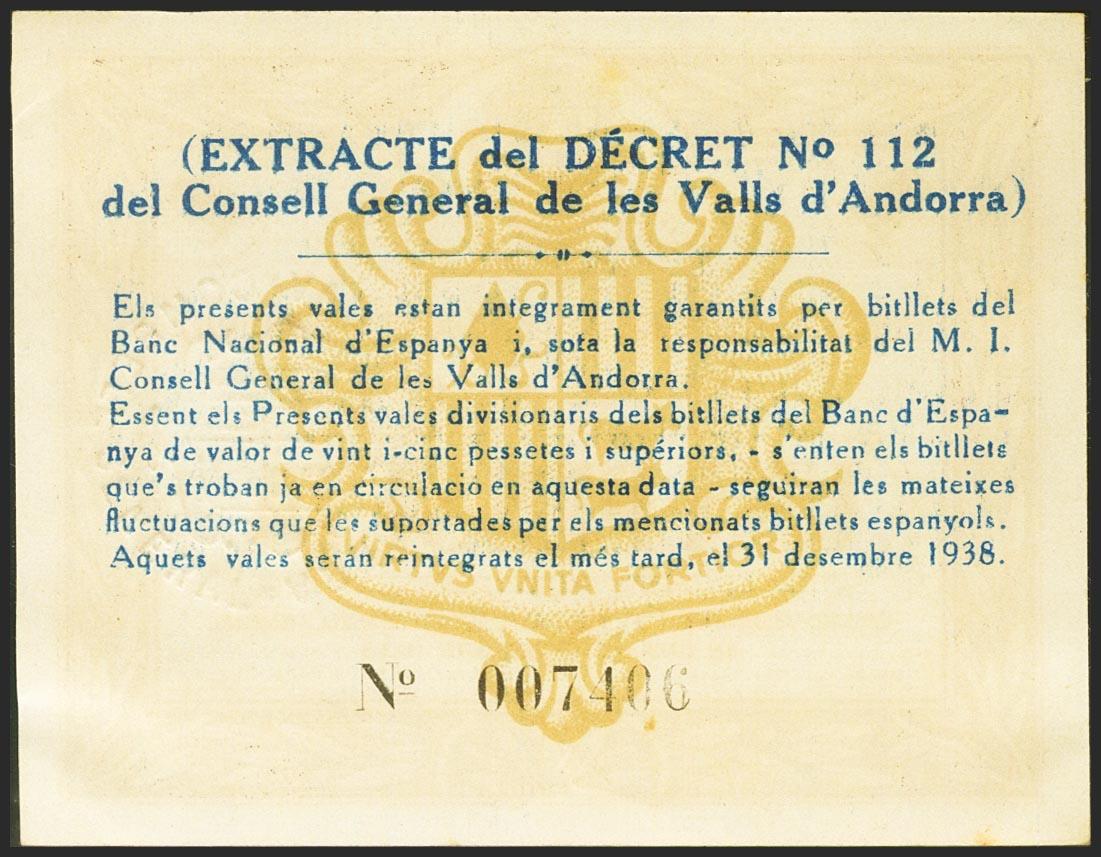 (EXTRACTE del DÉCRET Nº 112
del Consell General de les Valls d'Andorra)
Els presents vales estan integrament garantits per bitllets del
Banc Nacional d'Espanya i, sota la responsabilitat del M. I.
Consell General de les Valls d'Andorra.
Essent els Presents vales divisionaris dels bitllets del Banc d'Espa-
nya de valor de vint i-cinc pessetes i supériors, - s'enten els bitllets
que's troban ja en circulació en aquesta data - seguiran les mateixes
fluctuacions que les suportades per els mencionats bitllets espanyols.
Aquets vales serán reintegrats el més tard, el 31 desembre 1938.
VIRTVS VNITA FORTIOR
Nº 007406